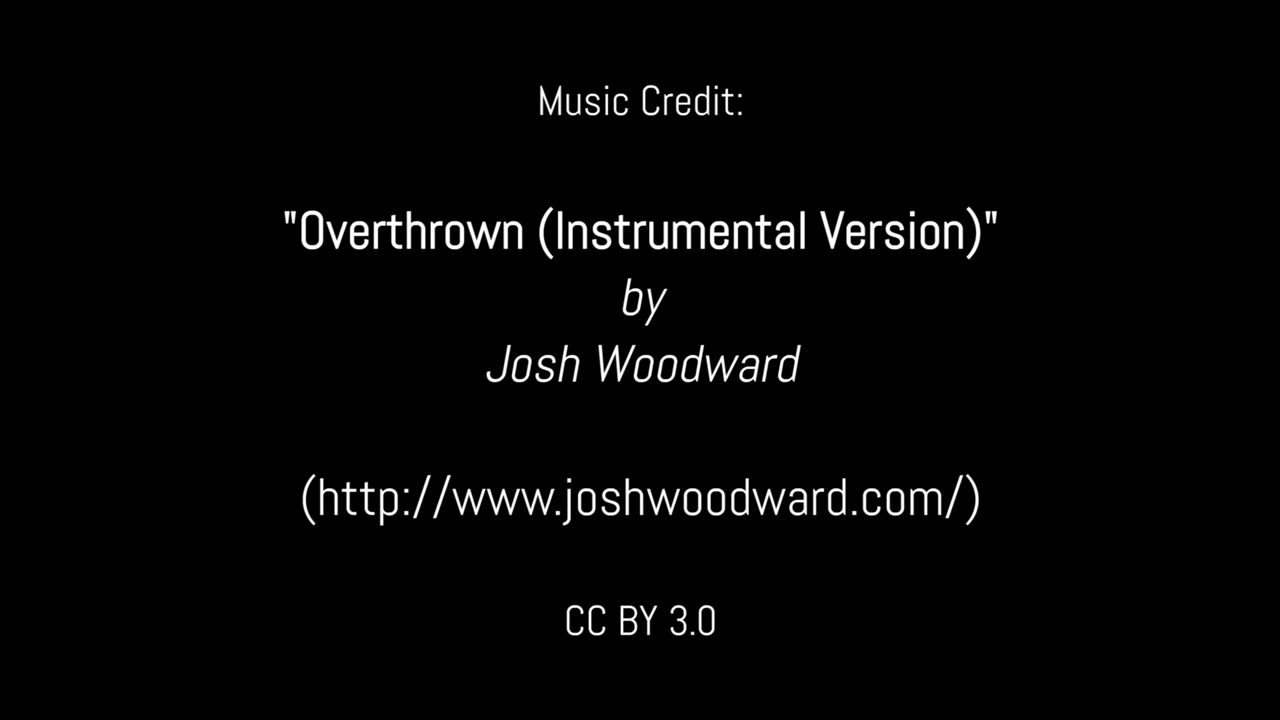 Music Credit:
"Overthrown (Instrumental Version)"
by
Josh Woodward
(http://www.joshwoodward.com/)
CC BY 3.0